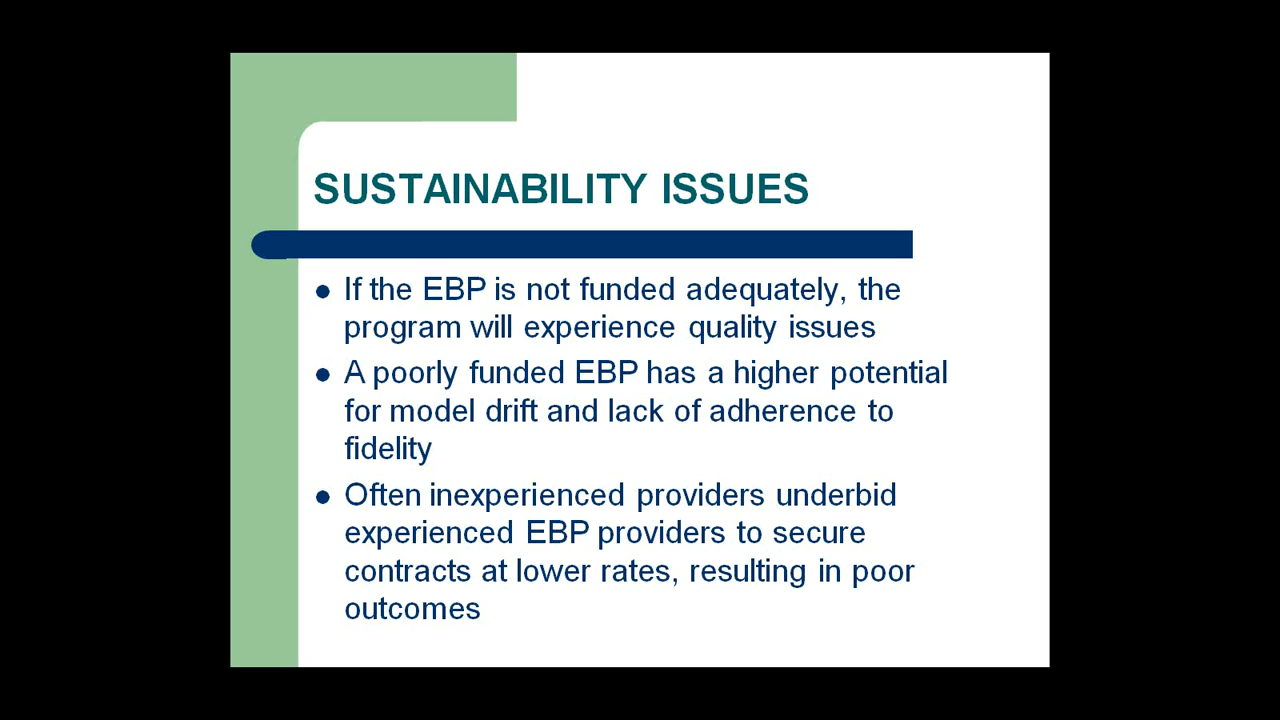 SUSTAINABILITY ISSUES
● If the EBP is not funded adequately, the
program will experience quality issues
● A poorly funded EBP has a higher potential
for model drift and lack of adherence to
fidelity
● Often inexperienced providers underbid
experienced EBP providers to secure
contracts at lower rates, resulting in poor
outcomes